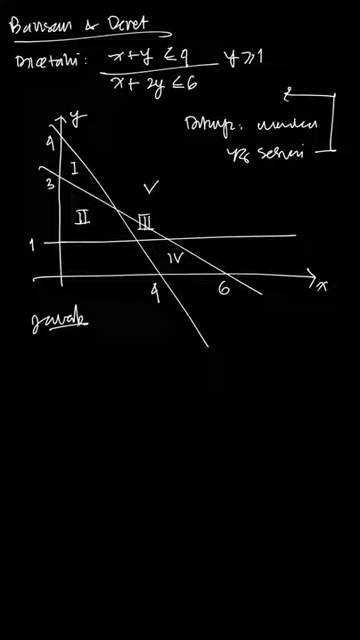 Barisan & Deret
Diketahui: x+y ≤ 4 y ≥ 1
x + 2y ≤ 6
y
4
I
3
V
II
III
1
IV
4
6
x
Jawab